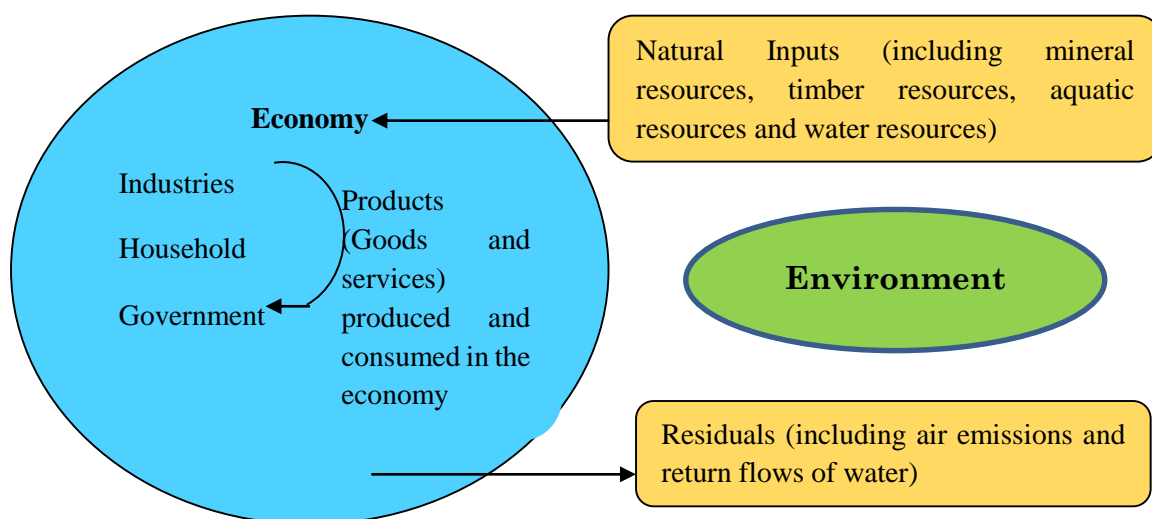 Natural Inputs (including mineral
resources, timber resources, aquatic
resources and water resources)
Economy
Industries
Household
Government
Products
(Goods and
services)
produced and
consumed in the
economy
Environment
Residuals (including air emissions and
return flows of water)